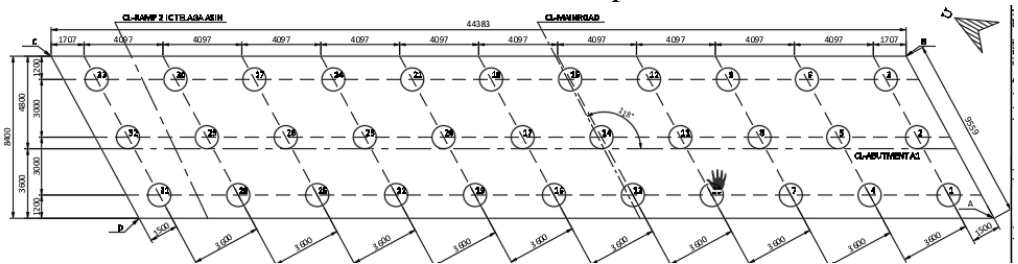 CL-RAMP 2 IC TELAGA ASIH
CL-MAINROAD
44383
C
B
U
1707 4097 4097 4097 4097 4097 4097 4097 4097 4097 4097 1707
1200
33 30 27 24 21 18 15 12 9 6 3
4800
3000
118°
8400
32 29 26 23 20 17 14 11 8 5 2
9559
CL-ABUTMENT A1
3000
3600
31 28 25 22 19 16 13 7 4 1
1200
A
D
1500 3600 3600 3600 3600 3600 3600 3600 3600 3600 3600 1500